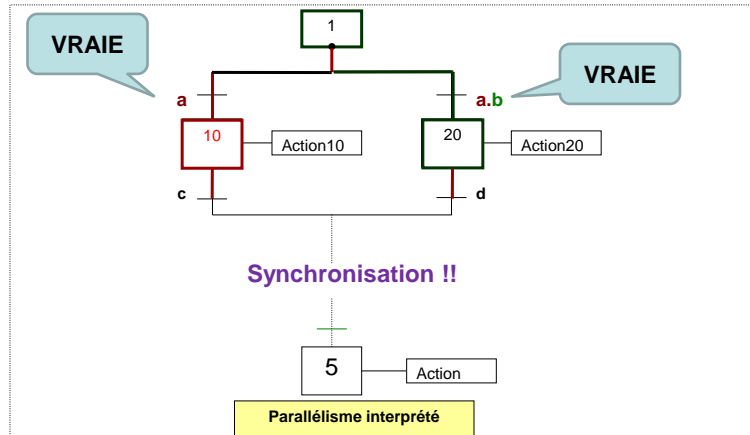 1
VRAIE
VRAIE
a
a.b
10
Action10
20
Action20
c
d
Synchronisation !!
5
Action
Parallélisme interprété